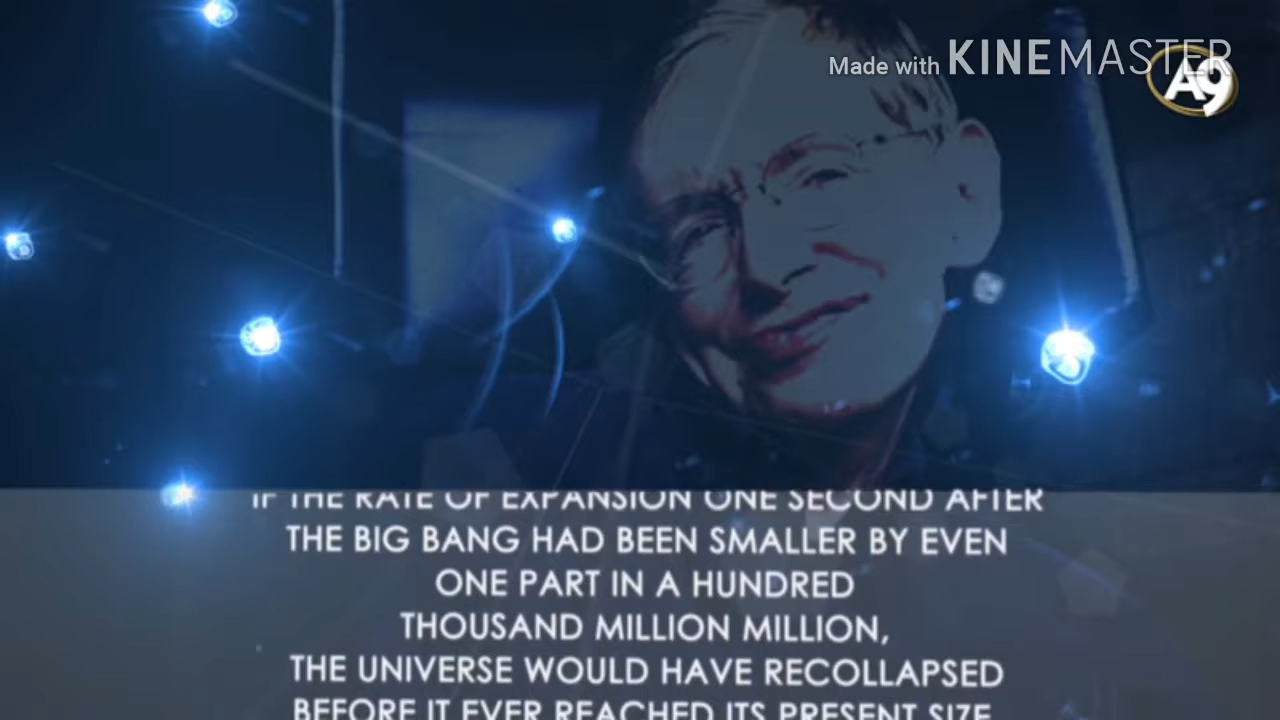 Made with KINEMASTER
A9
IF THE RATE OF EXPANSION ONE SECOND AFTER
THE BIG BANG HAD BEEN SMALLER BY EVEN
ONE PART IN A HUNDRED
THOUSAND MILLION MILLION,
THE UNIVERSE WOULD HAVE RECOLLAPSED
BEFORE IT EVER REACHED ITS PRESENT SIZE.